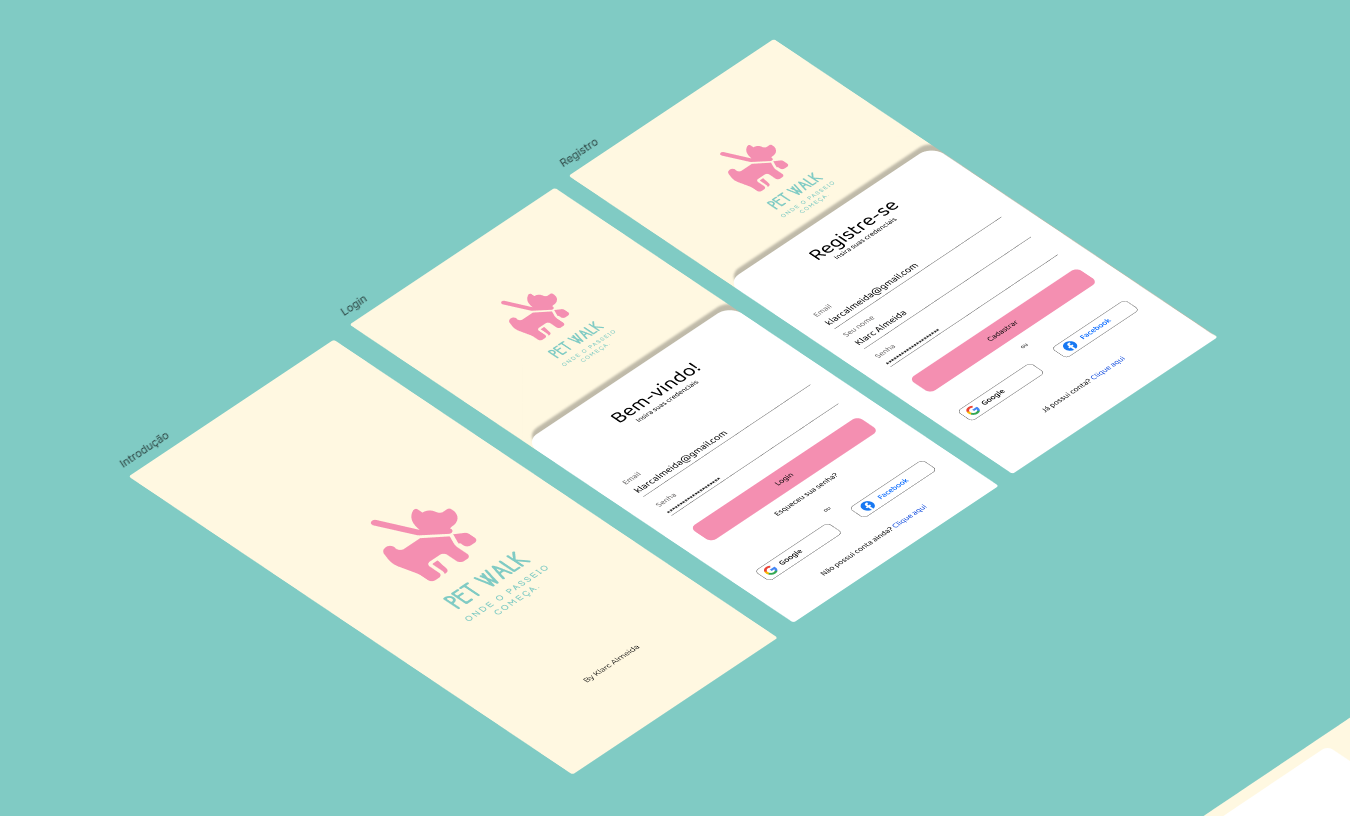 Introdução
PET WALK
ONDE O PASSEIO
COMEÇA
By Klarc Almeida
Login
PET WALK
ONDE O PASSEIO
COMEÇA
Bem-vindo!
Insira suas credenciais
Email
klarcalmeida@gmail.com
Senha
Login
Esqueceu sua senha?
ou
Google
Facebook
Não possui conta ainda? Clique aqui
Registro
PET WALK
ONDE O PASSEIO
COMEÇA
Registre-se
Insira suas credenciais
Email
klarcalmeida@gmail.com
Seu nome
Klarc Almeida
Senha
Cadastrar
ou
Google
Facebook
Já possui conta? Clique aqui